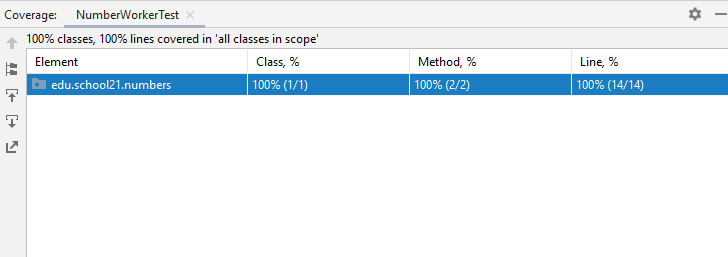 Coverage: NumberWorkerTest
100% classes, 100% lines covered in 'all classes in scope'
Element Class, % Method, % Line, %
edu.school21.numbers 100% (1/1) 100% (2/2) 100% (14/14)